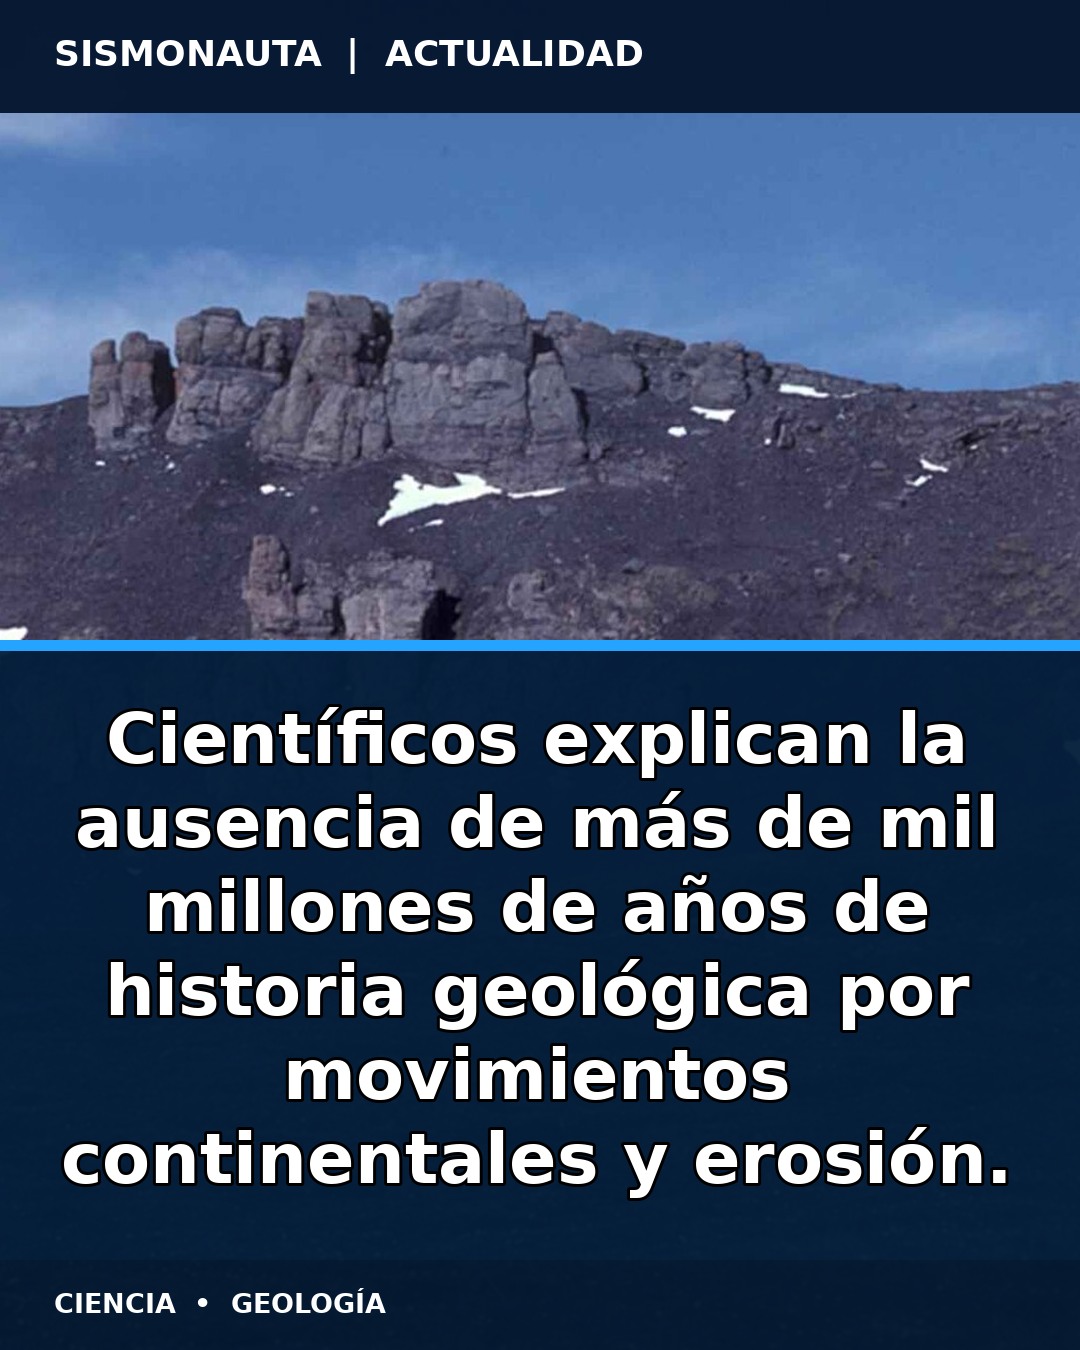 SISMONAUTA | ACTUALIDAD
Científicos explican la
ausencia de más de mil
millones de años de
historia geológica por
movimientos
continentales y erosión.
CIENCIA • GEOLOGÍA